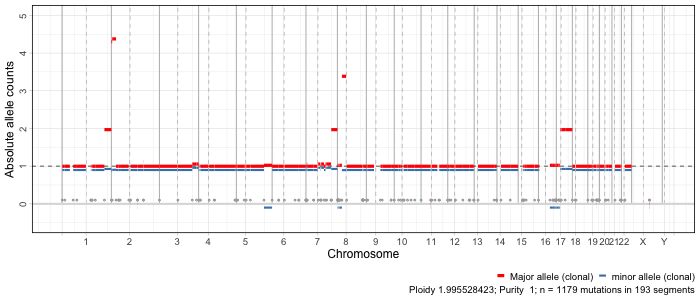 Absolute allele counts
5
4
3
2
1
0
1 2 3 4 5 6 7 8 9 10 11 12 13 14 15 16 17 18 19 20 21 22 X Y
Chromosome
Major allele (clonal) minor allele (clonal)
Ploidy 1.995528423; Purity 1; n = 1179 mutations in 193 segments